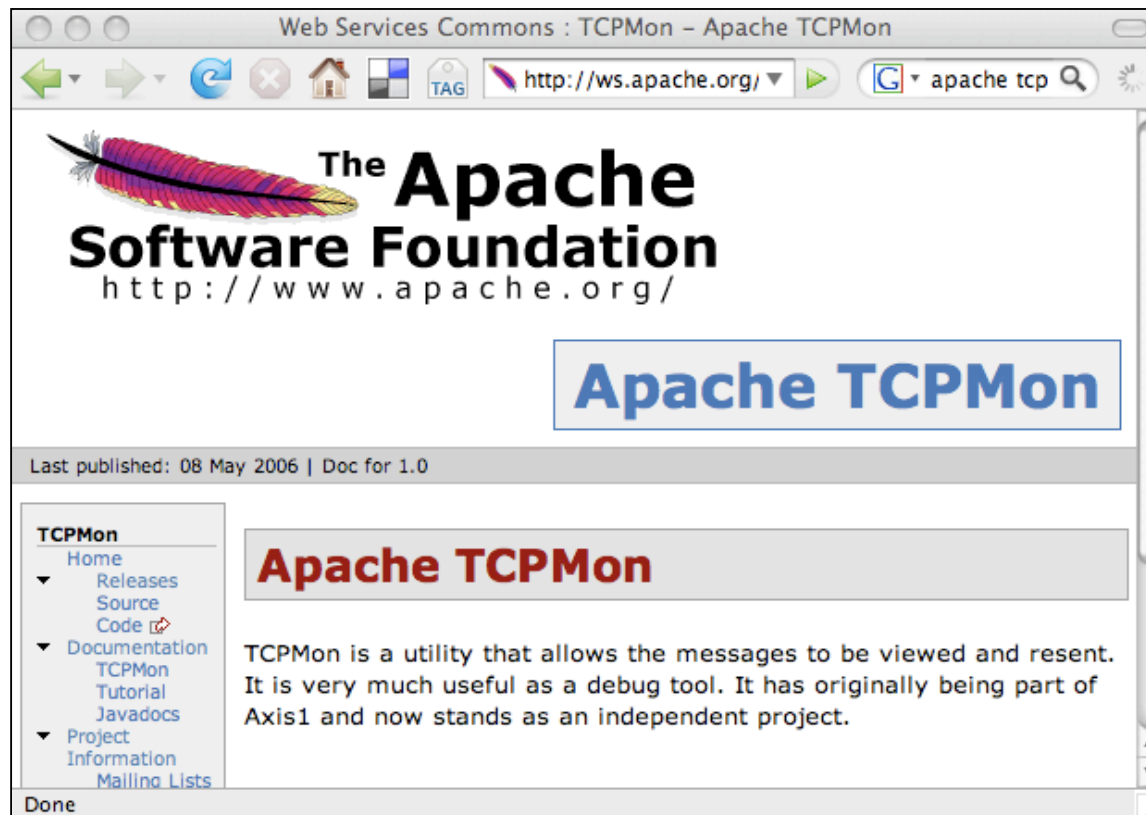 Web Services Commons : TCPMon – Apache TCPMon
TAG
http://ws.apache.org/
G
apache tcp
The Apache
Software Foundation
http://www.apache.org/
Apache TCPMon
Last published: 08 May 2006 | Doc for 1.0
TCPMon
Home
Releases
Source
Code
Documentation
TCPMon
Tutorial
Javadocs
Project
Information
Mailing Lists
Apache TCPMon
TCPMon is a utility that allows the messages to be viewed and resent.
It is very much useful as a debug tool. It has originally being part of
Axis1 and now stands as an independent project.
Done